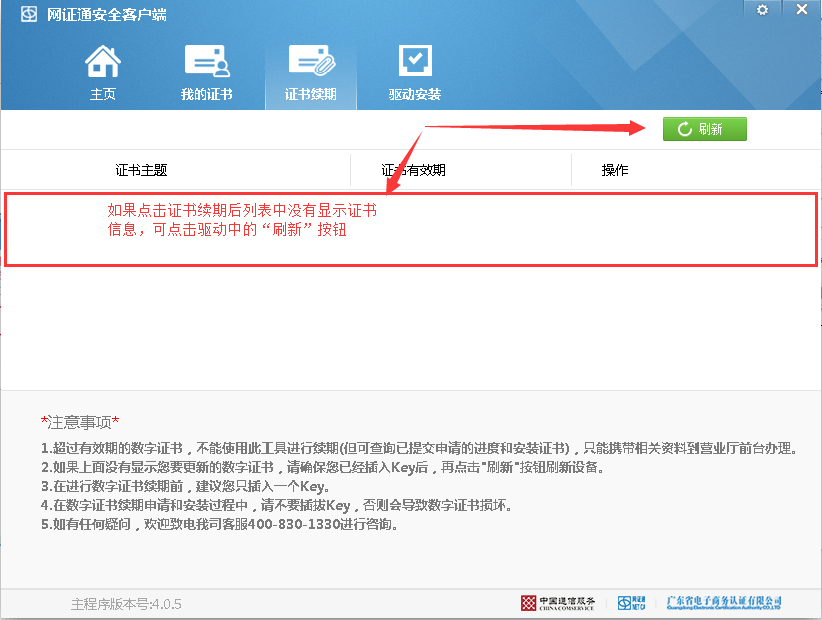 网证通安全客户端
主页
我的证书
证书续期
驱动安装
刷新
证书主题
证书有效期
操作
如果点击证书续期后列表中没有显示证书
信息，可点击驱动中的“刷新”按钮
*注意事项*
1.超过有效期的数字证书，不能使用此工具进行续期(但可查询已提交申请的进度和安装证书)，只能携带相关资料到营业厅前台办理。
2.如果上面没有显示您要更新的数字证书，请确保您已经插入Key后，再点击"刷新"按钮刷新设备。
3.在进行数字证书续期前，建议您只插入一个Key。
4.在数字证书续期申请和安装过程中，请不要插拔Key，否则会导致数字证书损坏。
5.如有任何疑问，欢迎致电我司客服400-830-1330进行咨询。
主程序版本号:4.0.5
中国通信服务
CHINA COMSERVICE
网证通
NETCA
广东省电子商务认证有限公司
Guangdong Electronic Certification Authority CO.,LTD